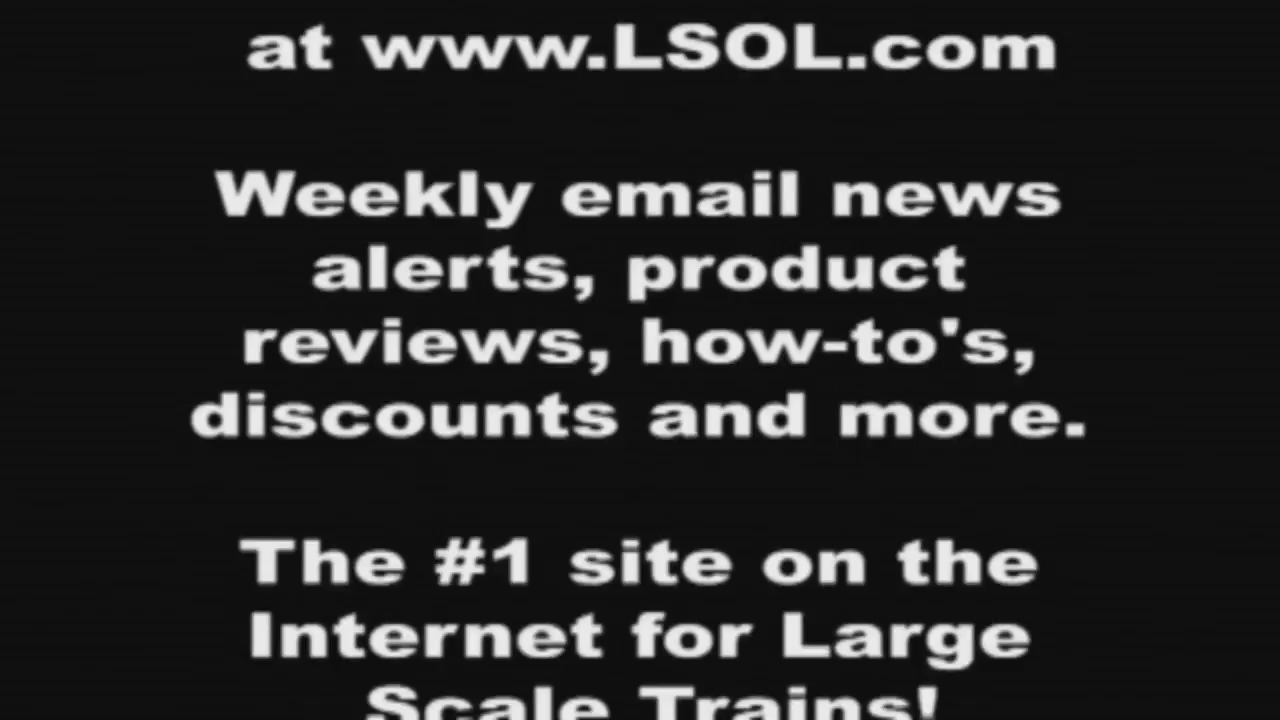 at www.LSOL.com
Weekly email news
alerts, product
reviews, how-to's,
discounts and more.
The #1 site on the
Internet for Large
Scale Trains!